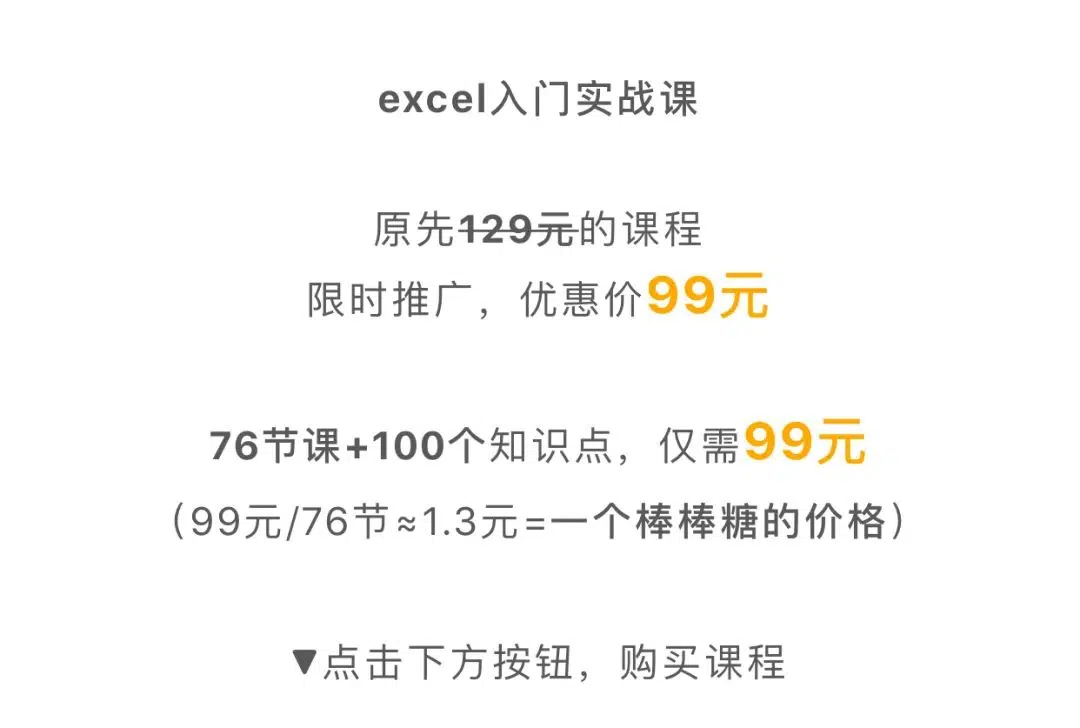 excel入门实战课
原先129元的课程
限时推广，优惠价99元
76节课+100个知识点，仅需99元
（99元/76节≈1.3元=一个棒棒糖的价格）
▼点击下方按钮，购买课程